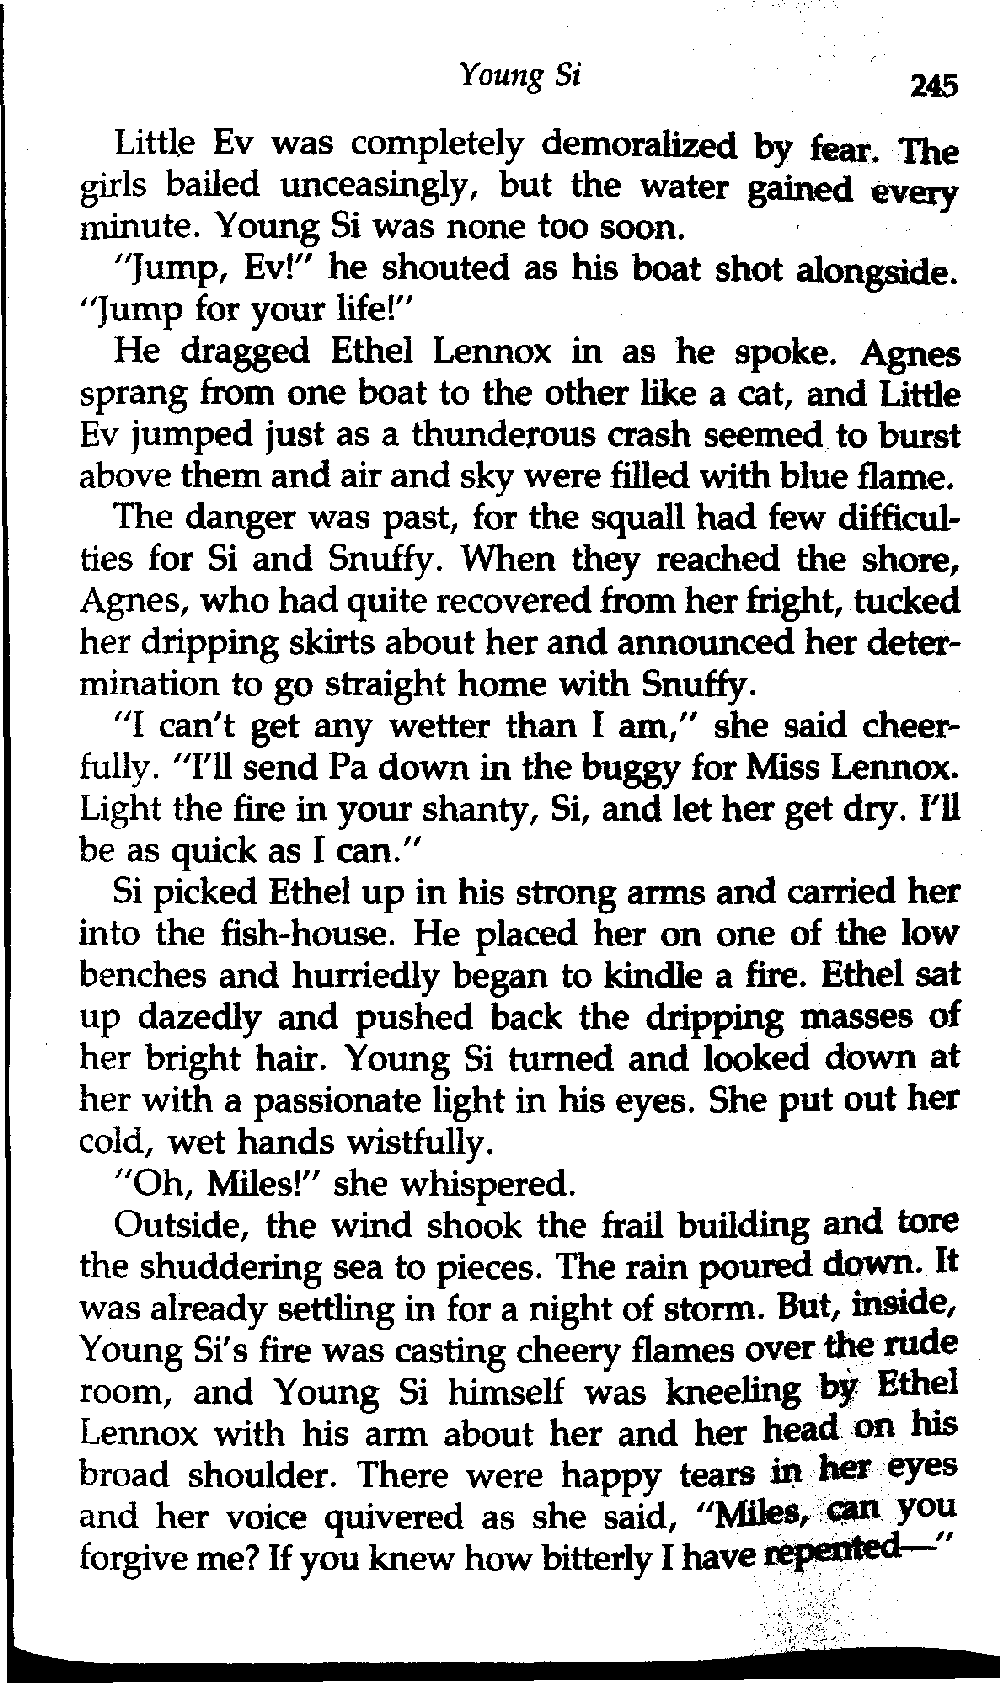 Young Si
245
Little Ev was completely demoralized by fear. The
girls bailed unceasingly, but the water gained every
minute. Young Si was none too soon.
"Jump, Ev!" he shouted as his boat shot alongside.
"Jump for your life!"
He dragged Ethel Lennox in as he spoke. Agnes
sprang from one boat to the other like a cat, and Little
Ev jumped just as a thunderous crash seemed to burst
above them and air and sky were filled with blue flame.
The danger was past, for the squall had few difficul-
ties for Si and Snuffy. When they reached the shore,
Agnes, who had quite recovered from her fright, tucked
her dripping skirts about her and announced her deter-
mination to go straight home with Snuffy.
"I can't get any wetter than I am," she said cheer-
fully. "I'll send Pa down in the buggy for Miss Lennox.
Light the fire in your shanty, Si, and let her get dry. I'll
be as quick as I can."
Si picked Ethel up in his strong arms and carried her
into the fish-house. He placed her on one of the low
benches and hurriedly began to kindle a fire. Ethel sat
up dazedly and pushed back the dripping masses of
her bright hair. Young Si turned and looked down at
her with a passionate light in his eyes. She put out her
cold, wet hands wistfully.
"Oh, Miles!" she whispered.
Outside, the wind shook the frail building and tore
the shuddering sea to pieces. The rain poured down. It
was already settling in for a night of storm. But, inside,
Young Si's fire was casting cheery flames over the rude
room, and Young Si himself was kneeling by Ethel
Lennox with his arm about her and her head on his
broad shoulder. There were happy tears in her eyes
and her voice quivered as she said, "Miles, can you
forgive me? If you knew how bitterly I have repented—"